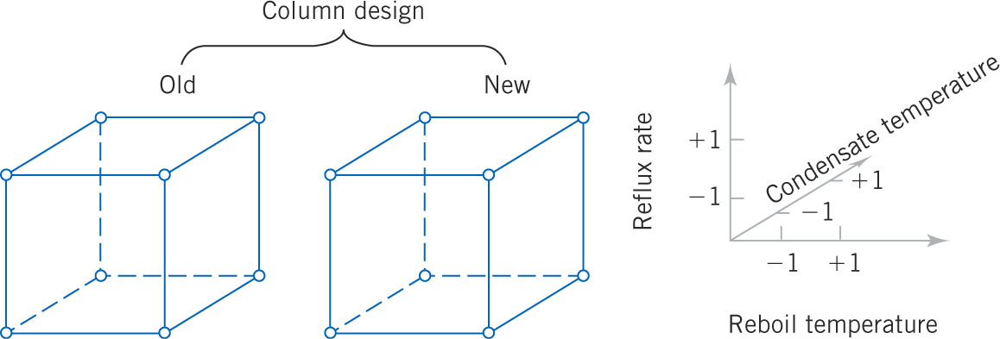 Column design
Old
New
Reflux rate
+1
−1
Condensate temperature
+1
−1
−1
+1
Reboil temperature